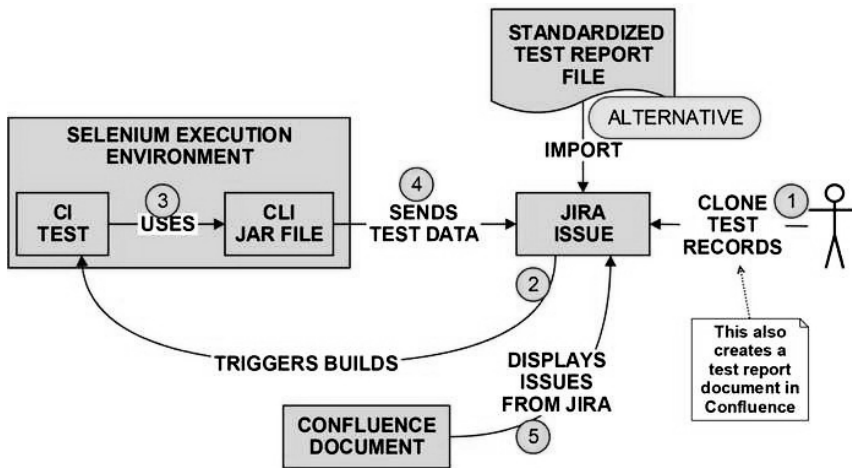 STANDARDIZED
TEST REPORT
FILE
ALTERNATIVE
IMPORT
SELENIUM EXECUTION
ENVIRONMENT
CI
TEST
3
USES
CLI
JAR FILE
4
SENDS
TEST DATA
JIRA
ISSUE
1
CLONE
TEST
RECORDS
2
TRIGGERS BUILDS
This also
creates a
test report
document in
Confluence
DISPLAYS
ISSUES
FROM JIRA
5
CONFLUENCE
DOCUMENT